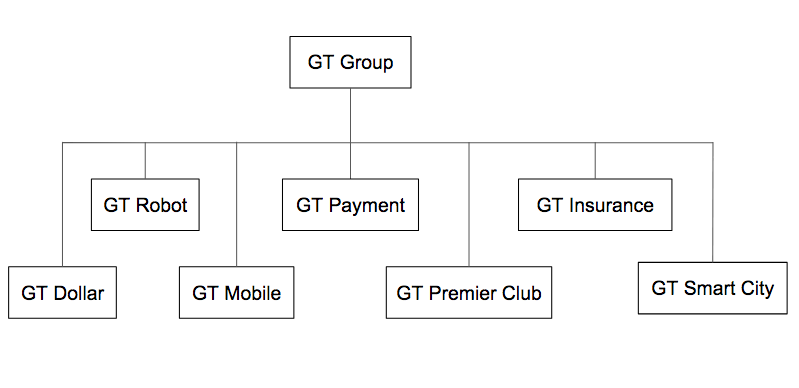 GT Group
GT Robot
GT Payment
GT Insurance
GT Dollar
GT Mobile
GT Premier Club
GT Smart City